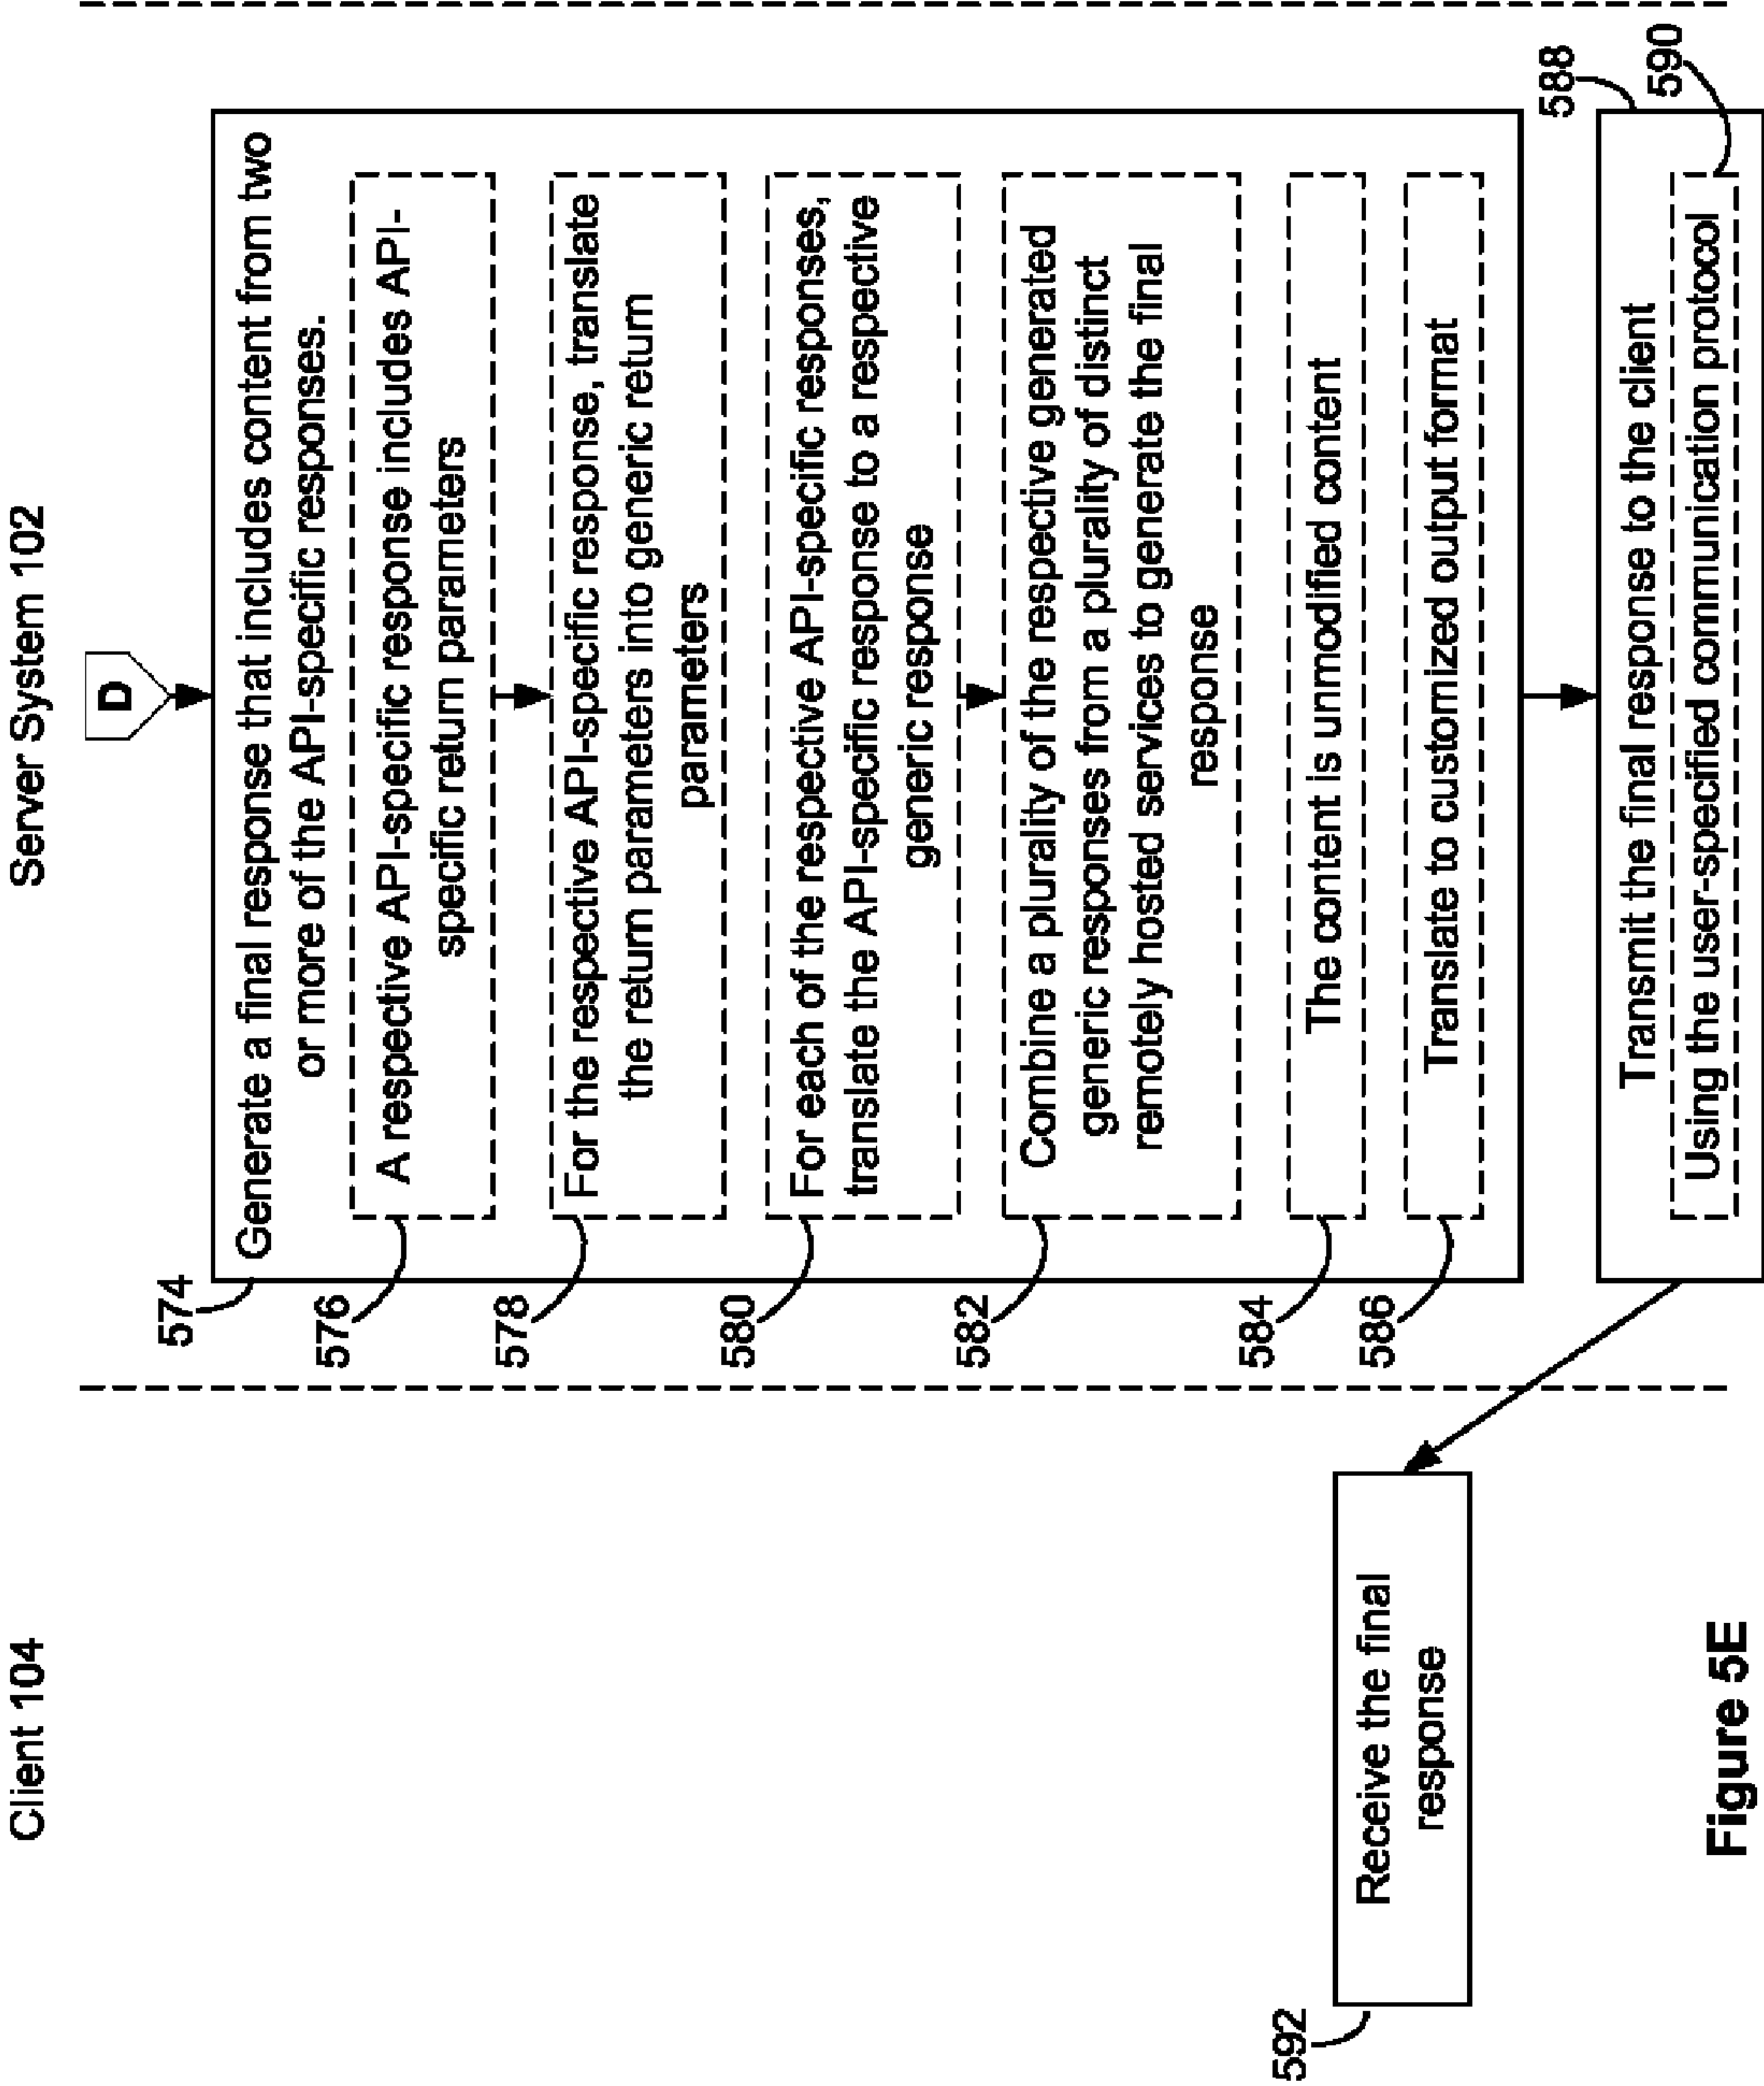 Client 104
Server System 102
D
574
Generate a final response that includes content from two
or more of the API-specific responses.
576
A respective API-specific response includes API-
specific return parameters
578
For the respective API-specific response, translate
the return parameters into generic return
parameters
580
For each of the respective API-specific responses,
translate the API-specific response to a respective
generic response
582
Combine a plurality of the respective generated
generic responses from a plurality of distinct
remotely hosted services to generate the final
response
584
The content is unmodified content
586
Translate to customized output format
588
Transmit the final response to the client
590
Using the user-specified communication protocol
592
Receive the final
response
Figure 5E